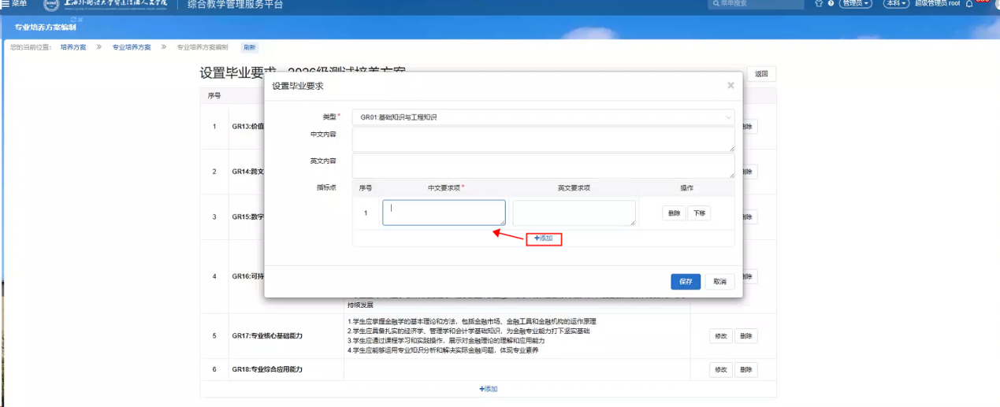 菜单
综合教学管理服务平台
菜单搜索
管理员
本科
超级管理员 root
专业培养方案编制
您的当前位置： 培养方案 » 专业培养方案 » 专业培养方案编制 刷新
设置毕业要求
返回
序号
设置毕业要求 ×
类型* GR01:基础知识与工程知识
中文内容
英文内容
指标点 序号 中文要求项* 英文要求项 操作
1 删除 下移
+添加
保存 取消
1 GR13:价值 删除
2 GR14:跨文 删除
3 GR15:数字 删除
4 GR16:可持 删除
持续发展
5 GR17:专业核心基础能力
1.学生应掌握金融学的基本理论和方法，包括金融市场、金融工具和金融机构的运作原理
2.学生应具备扎实的经济学、管理学和会计学基础知识，为金融专业能力打下坚实基础
3.学生应通过课程学习和实践操作，展示对金融理论的理解和应用能力
4.学生应能够运用专业知识分析和解决实际金融问题，体现专业素养
修改 删除
6 GR18:专业综合应用能力 修改 删除
+添加